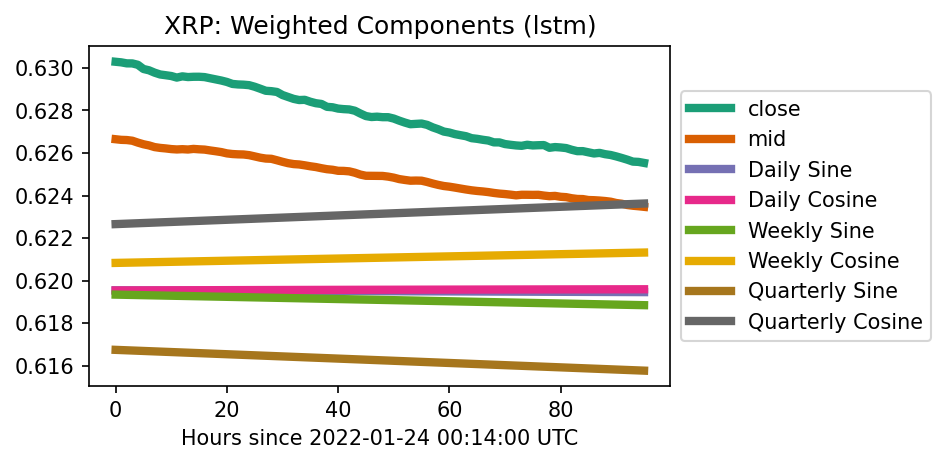 XRP: Weighted Components (lstm)
0.630
0.628
0.626
0.624
0.622
0.620
0.618
0.616
0
20
40
60
80
Hours since 2022-01-24 00:14:00 UTC
close
mid
Daily Sine
Daily Cosine
Weekly Sine
Weekly Cosine
Quarterly Sine
Quarterly Cosine